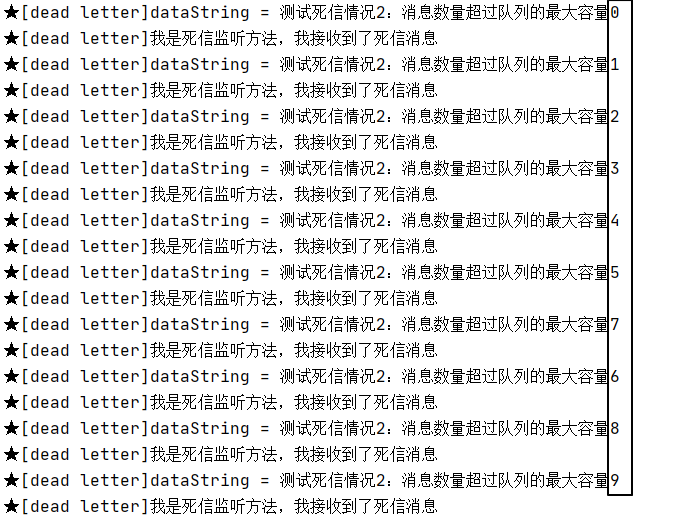 ★[dead letter]dataString = 测试死信情况2：消息数量超过队列的最大容量0
★[dead letter]我是死信监听方法，我接收到了死信消息
★[dead letter]dataString = 测试死信情况2：消息数量超过队列的最大容量1
★[dead letter]我是死信监听方法，我接收到了死信消息
★[dead letter]dataString = 测试死信情况2：消息数量超过队列的最大容量2
★[dead letter]我是死信监听方法，我接收到了死信消息
★[dead letter]dataString = 测试死信情况2：消息数量超过队列的最大容量3
★[dead letter]我是死信监听方法，我接收到了死信消息
★[dead letter]dataString = 测试死信情况2：消息数量超过队列的最大容量4
★[dead letter]我是死信监听方法，我接收到了死信消息
★[dead letter]dataString = 测试死信情况2：消息数量超过队列的最大容量5
★[dead letter]我是死信监听方法，我接收到了死信消息
★[dead letter]dataString = 测试死信情况2：消息数量超过队列的最大容量7
★[dead letter]我是死信监听方法，我接收到了死信消息
★[dead letter]dataString = 测试死信情况2：消息数量超过队列的最大容量6
★[dead letter]我是死信监听方法，我接收到了死信消息
★[dead letter]dataString = 测试死信情况2：消息数量超过队列的最大容量8
★[dead letter]我是死信监听方法，我接收到了死信消息
★[dead letter]dataString = 测试死信情况2：消息数量超过队列的最大容量9
★[dead letter]我是死信监听方法，我接收到了死信消息